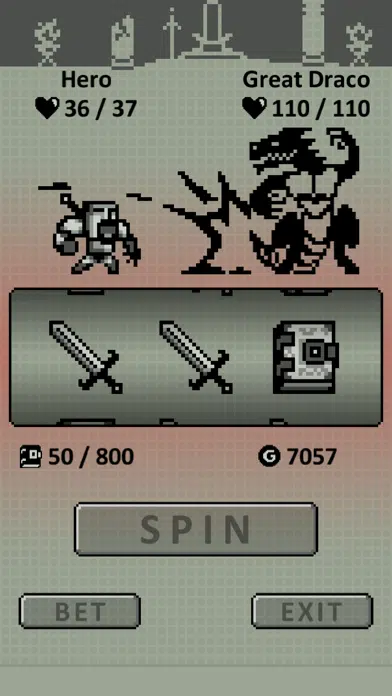 Hero Great Draco
36 / 37 110 / 110
50 / 800 G 7057
SPIN
BET EXIT